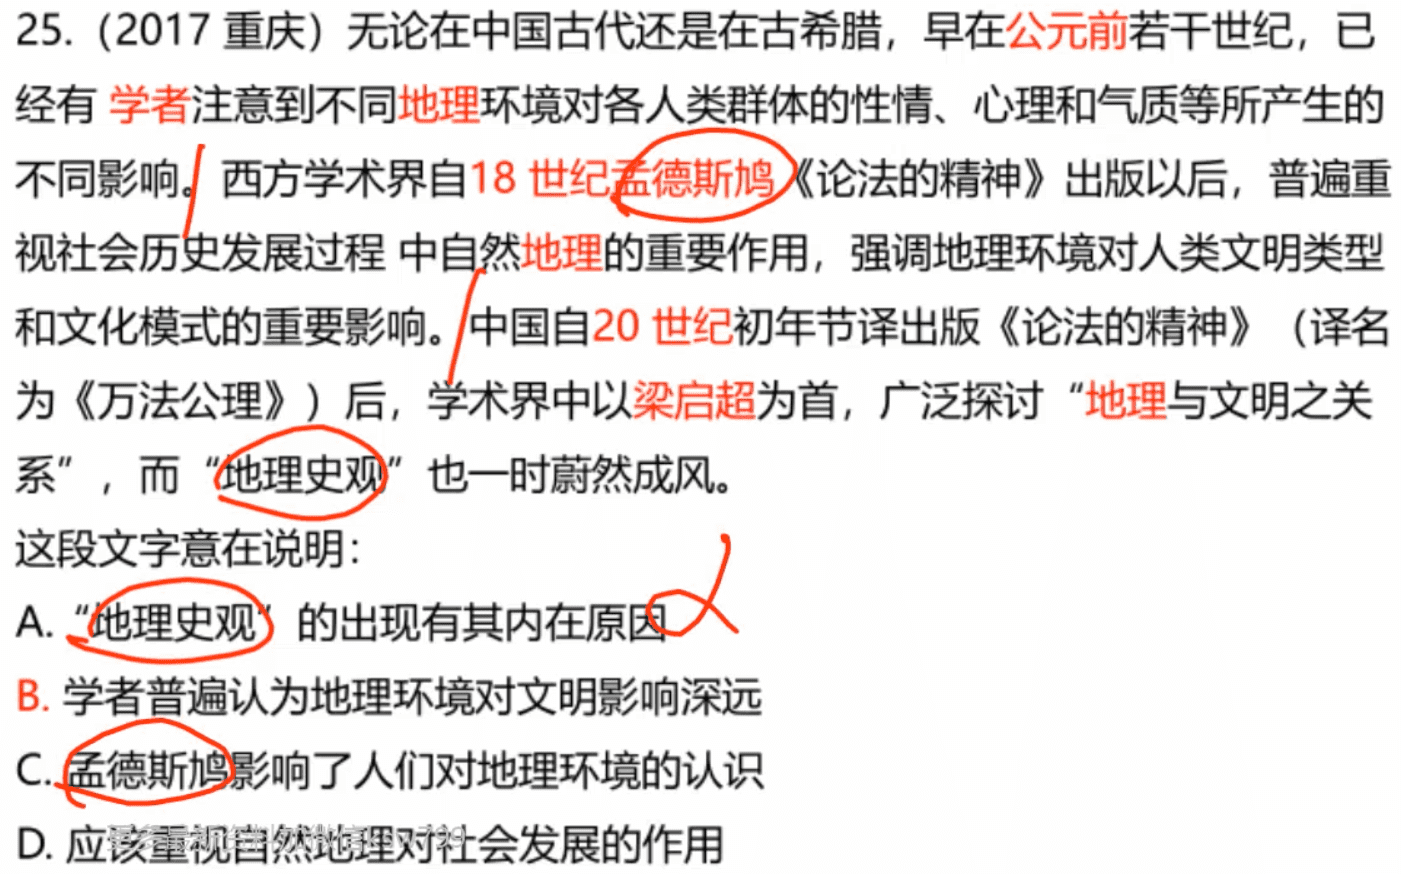 25.（2017 重庆）无论在中国古代还是在古希腊，早在公元前若干世纪，已
经有 学者注意到不同地理环境对各人类群体的性情、心理和气质等所产生的
不同影响。西方学术界自18 世纪孟德斯鸠《论法的精神》出版以后，普遍重
视社会历史发展过程 中自然地理的重要作用，强调地理环境对人类文明类型
和文化模式的重要影响。中国自20 世纪初年节译出版《论法的精神》（译名
为《万法公理》）后，学术界中以梁启超为首，广泛探讨“地理与文明之关
系”，而“地理史观”也一时蔚然成风。
这段文字意在说明：
A.“地理史观”的出现有其内在原因
B. 学者普遍认为地理环境对文明影响深远
C. 孟德斯鸠影响了人们对地理环境的认识
D. 应该重视自然地理对社会发展的作用